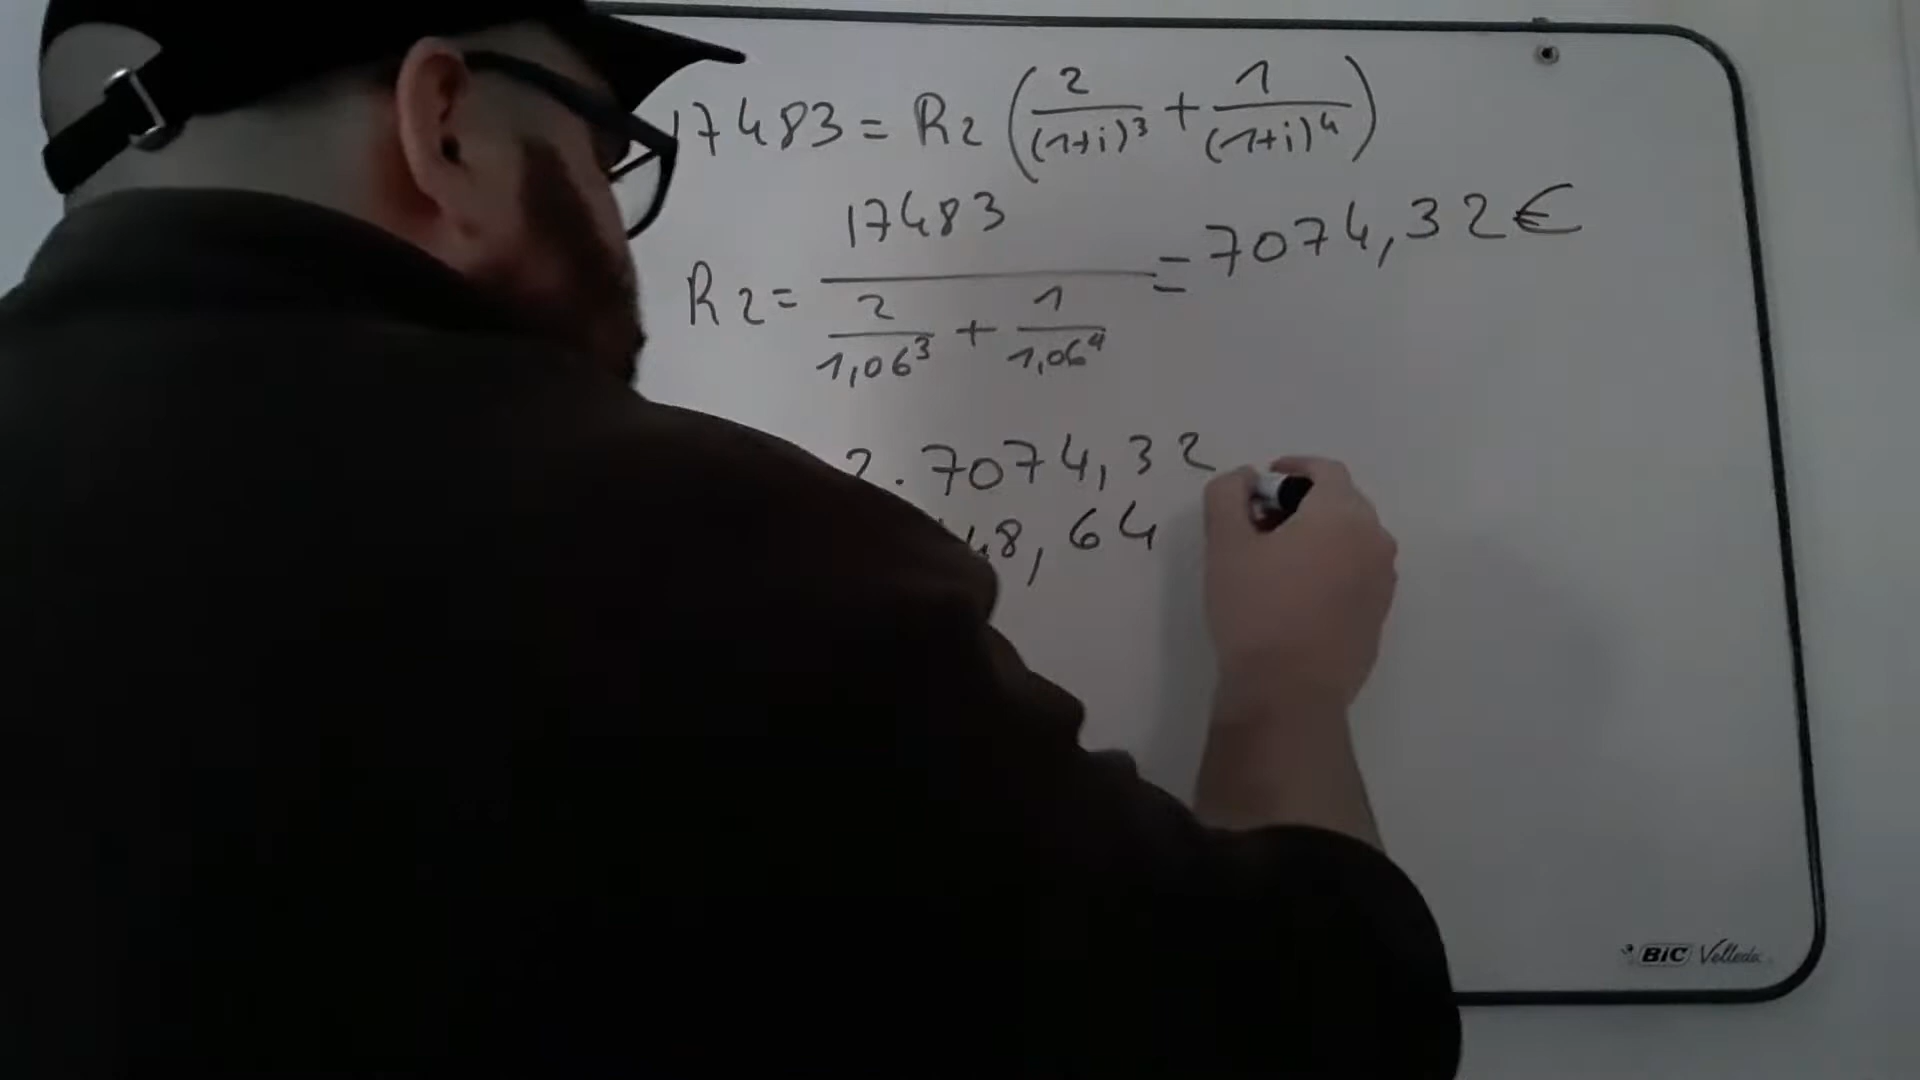 17483 = R2 (2/(1+i)³ + 1/(1+i)⁴)
R2 = 17483 / (2/1,06³ + 1/1,06⁴) = 7074,32€
2 . 7074,32
48,64
BiC Velleda